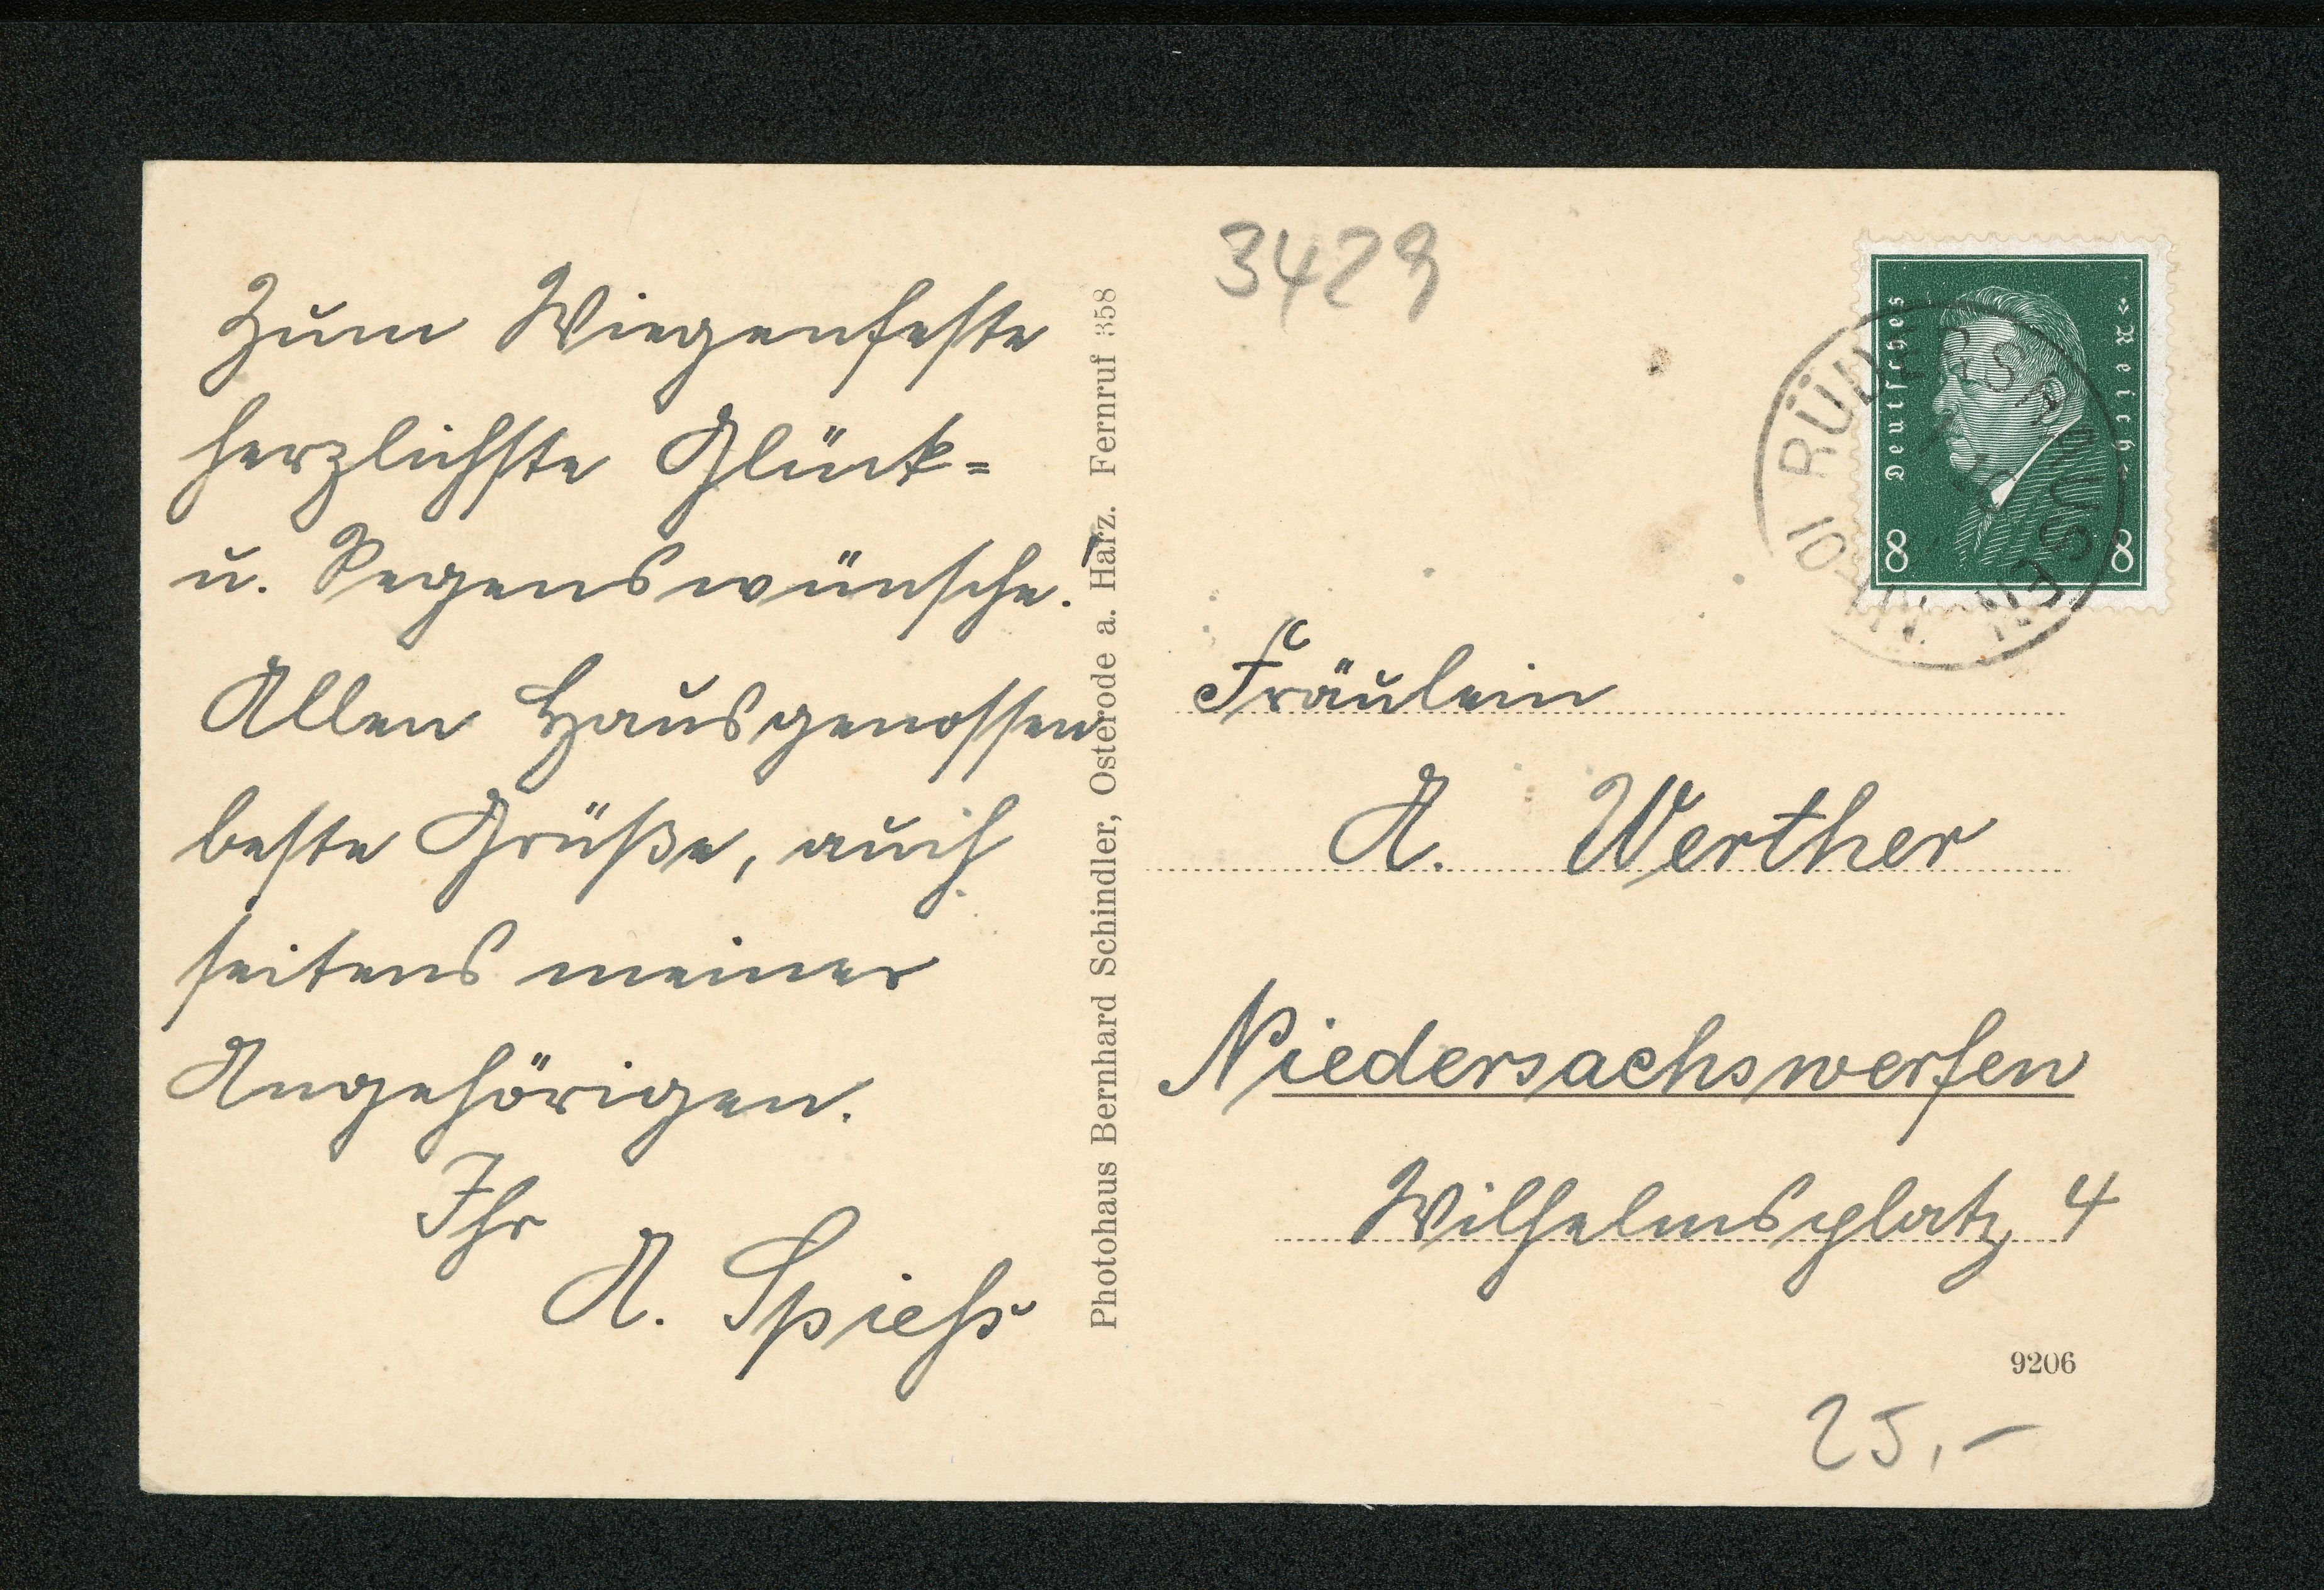 Zum Wiegenfeste
herzlichste Glück=
u. Segenswünsche.
Allen Hausgenossen
beste Grüße, auch
seitens meiner
Angehörigen.
Ihr
A. Spieß
Photohaus Bernhard Schindler, Osterode a. Harz. Fernruf 358
3429
Deutsches Reich
8 8
Fräulein
A. Werther
Niedersachswerfen
Wilhelmsplatz 4
9206
25,-